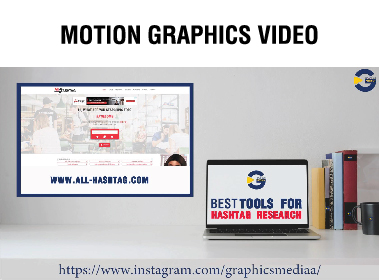 MOTION GRAPHICS VIDEO
WWW.ALL-HASHTAG.COM
BEST TOOLS FOR
HASHTAG RESEARCH
https://www.instagram.com/graphicsmediaa/